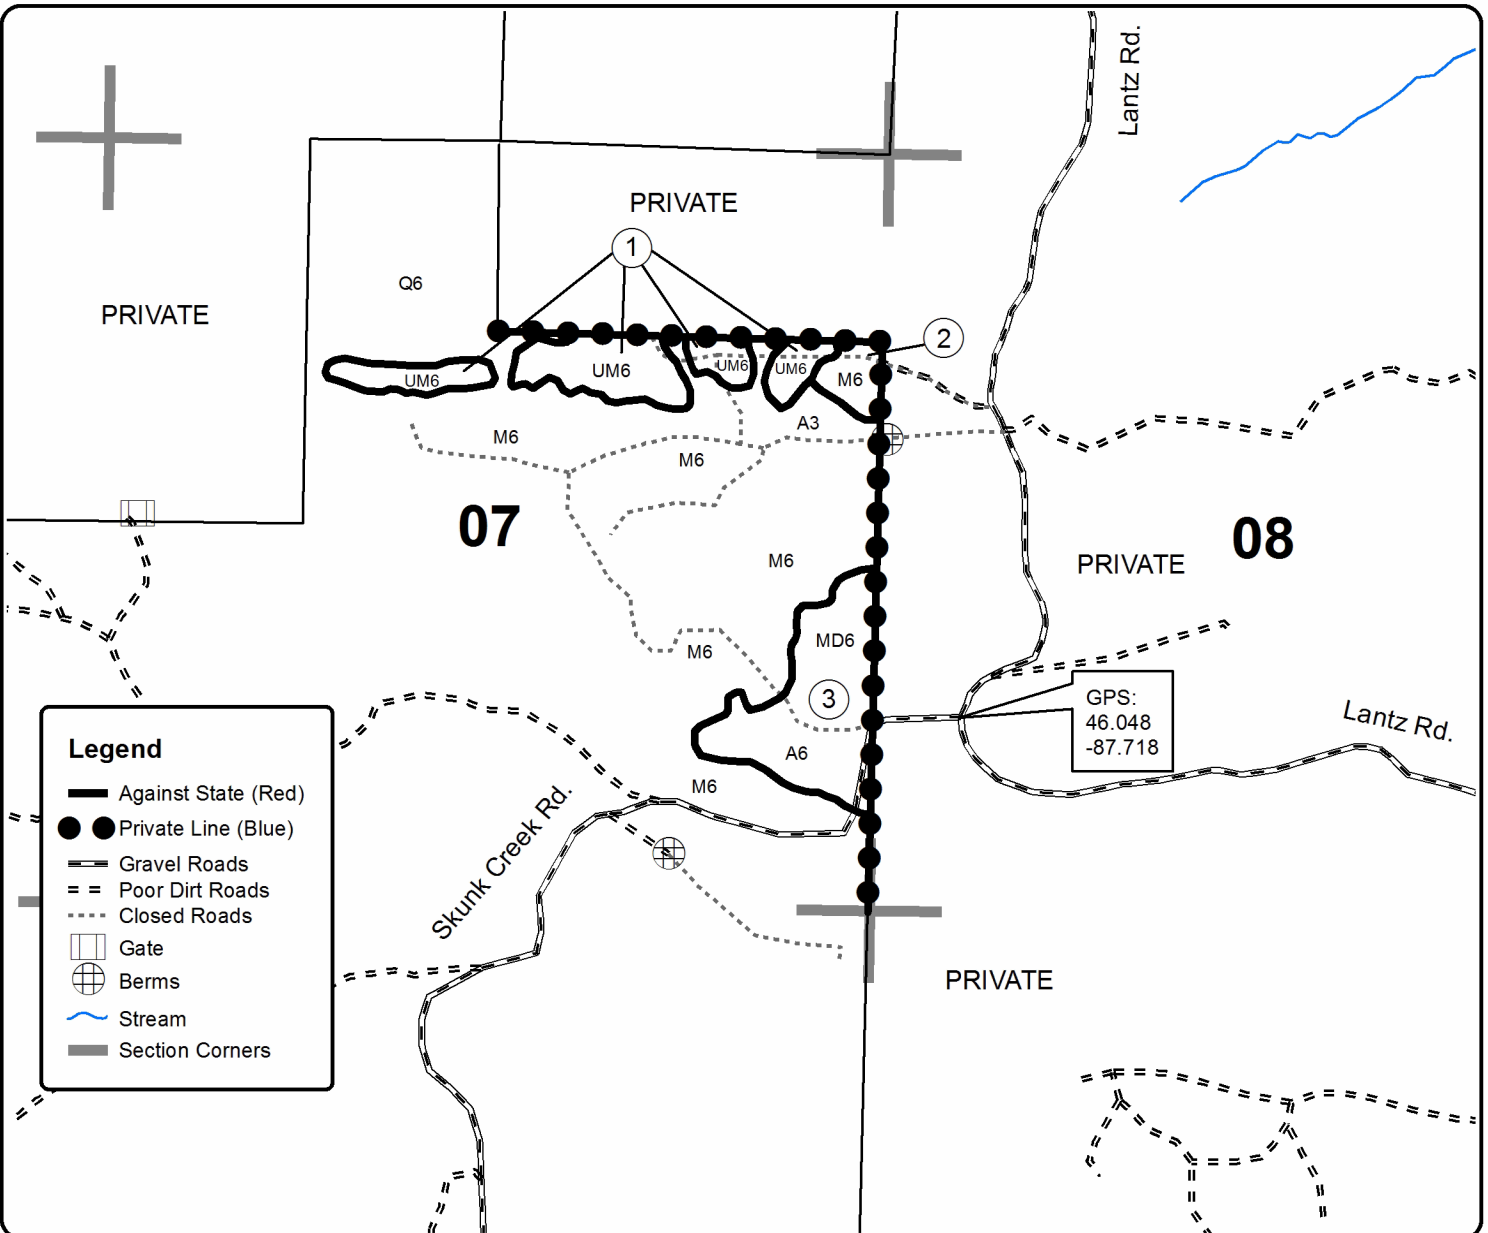 Lantz Rd.
PRIVATE
1
Q6
PRIVATE
2
UM6
UM6
UM6
UM6
M6
A3
M6
M6
07
08
M6
PRIVATE
MD6
M6
3
GPS:
46.048
-87.718
Lantz Rd.
A6
M6
Skunk Creek Rd.
PRIVATE
Legend
Against State (Red)
Private Line (Blue)
Gravel Roads
Poor Dirt Roads
Closed Roads
Gate
Berms
Stream
Section Corners